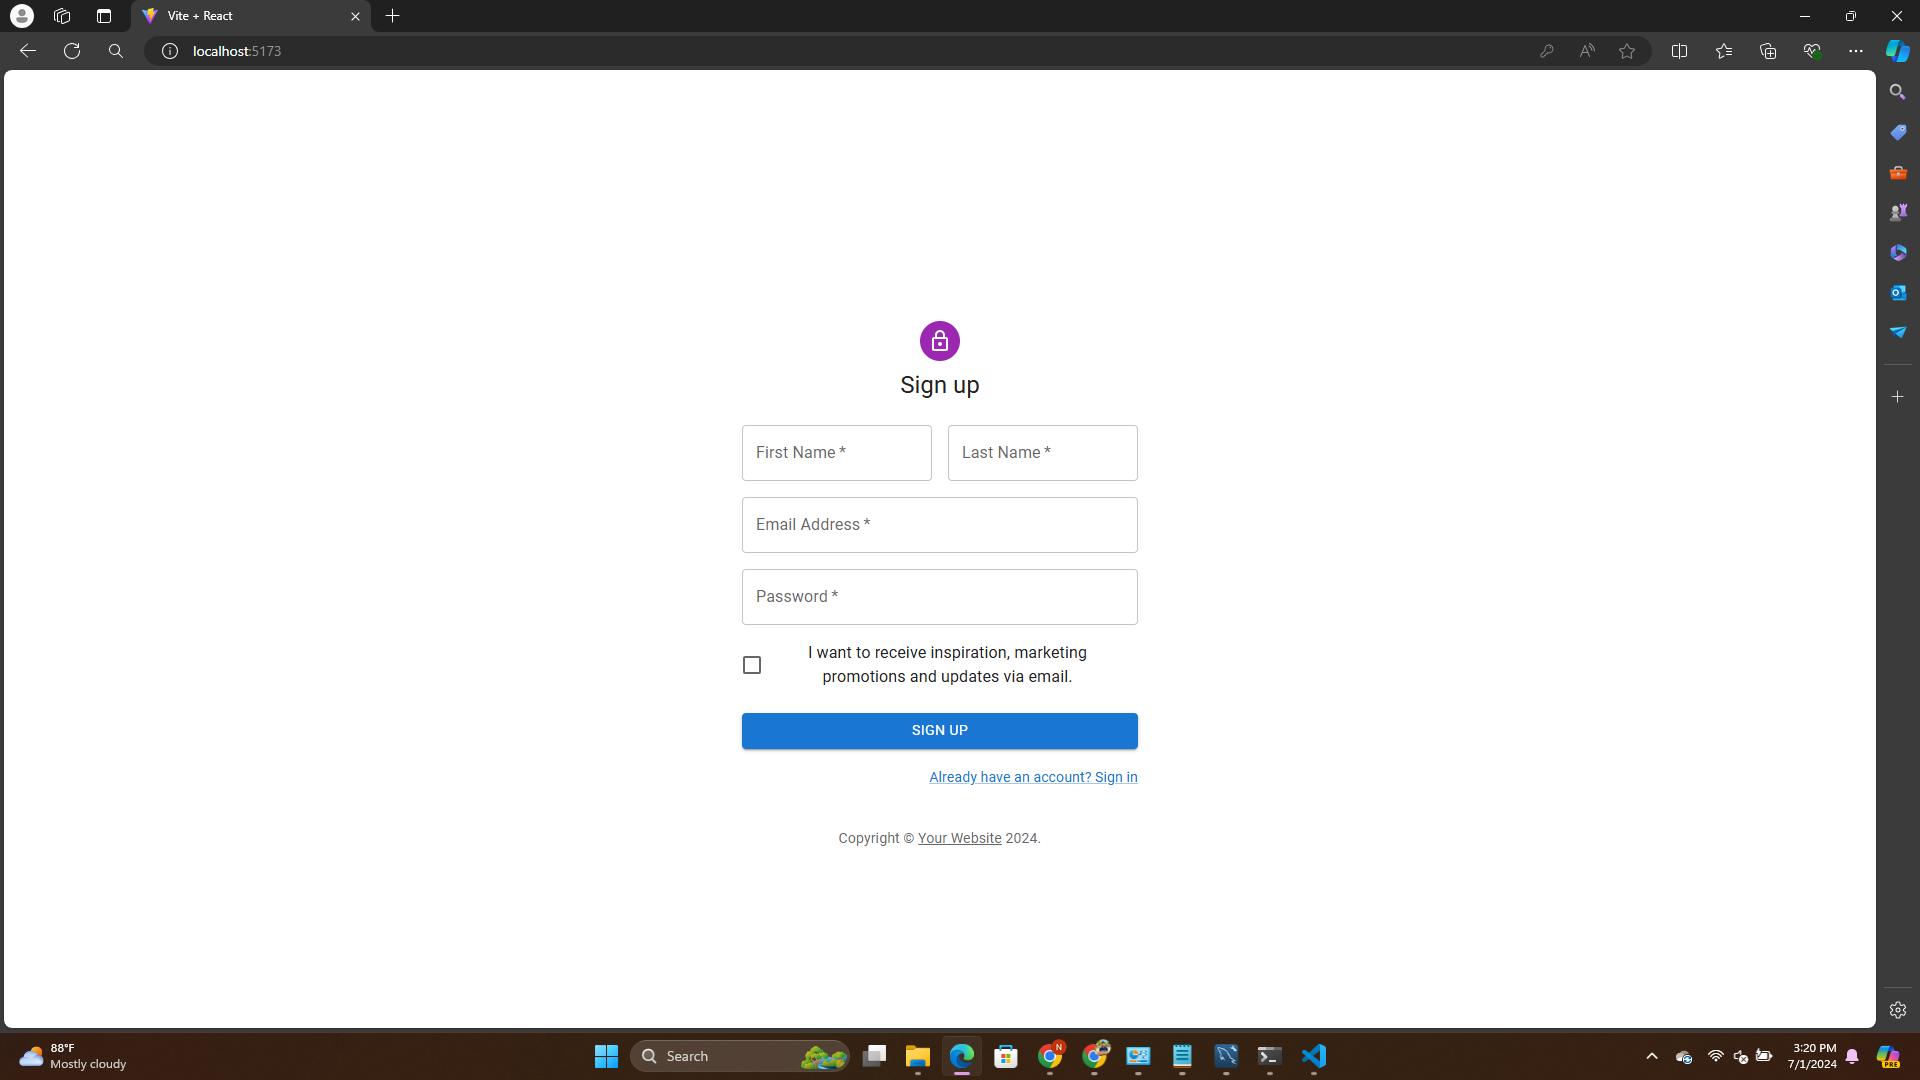 Vite + React
localhost:5173
Sign up
First Name *
Last Name *
Email Address *
Password *
I want to receive inspiration, marketing
promotions and updates via email.
SIGN UP
Already have an account? Sign in
Copyright © Your Website 2024.
88°F
Mostly cloudy
Search
N
3:20 PM
7/1/2024
PRE